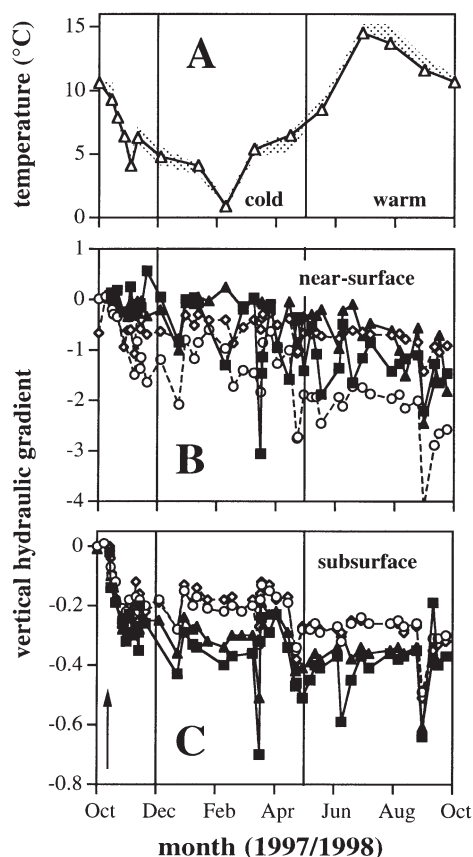 temperature (°C)
15
10
5
0
A
cold
warm
vertical hydraulic gradient
1
0
-1
-2
-3
-4
near-surface
B
0
-0.2
-0.4
-0.6
-0.8
subsurface
C
Oct Dec Feb Apr Jun Aug Oct
month (1997/1998)